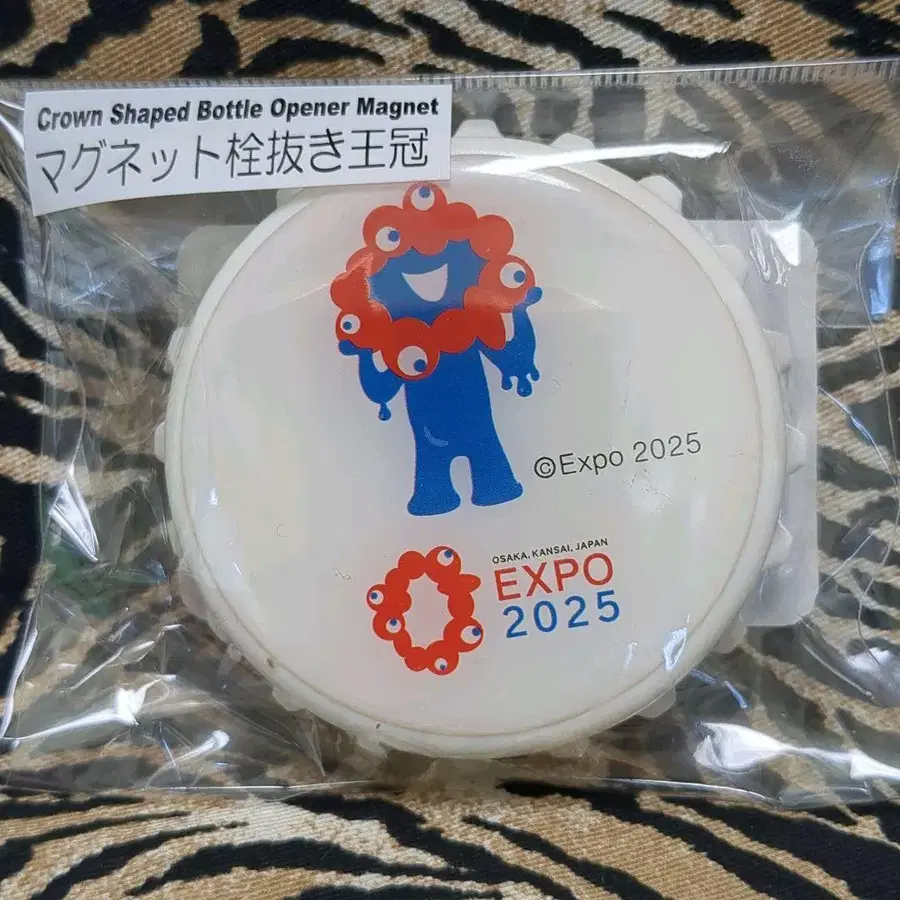 Crown Shaped Bottle Opener Magnet
マグネット栓抜き王冠
©Expo 2025
OSAKA, KANSAI, JAPAN
EXPO
2025